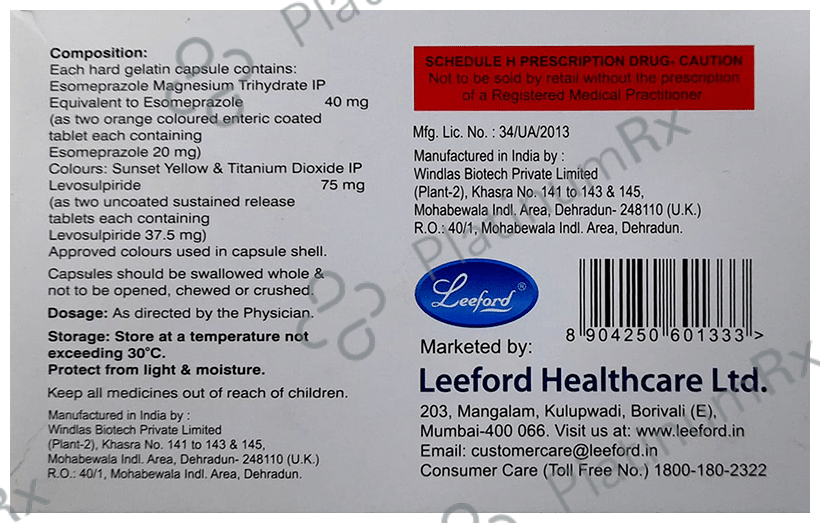 Composition:
Each hard gelatin capsule contains:
Esomeprazole Magnesium Trihydrate IP
Equivalent to Esomeprazole 40 mg
(as two orange coloured enteric coated
tablet each containing
Esomeprazole 20 mg)
Colours: Sunset Yellow & Titanium Dioxide IP
Levosulpiride 75 mg
(as two uncoated sustained release
tablets each containing
Levosulpiride 37.5 mg)
Approved colours used in capsule shell.
Capsules should be swallowed whole &
not to be opened, chewed or crushed.
Dosage: As directed by the Physician.
Storage: Store at a temperature not
exceeding 30°C.
Protect from light & moisture.
Keep all medicines out of reach of children.
Manufactured in India by :
Windlas Biotech Private Limited
(Plant-2), Khasra No. 141 to 143 & 145,
Mohabewala Indl. Area, Dehradun- 248110 (U.K.)
R.O.: 40/1, Mohabewala Indl. Area, Dehradun.
SCHEDULE H PRESCRIPTION DRUG- CAUTION
Not to be sold by retail without the prescription
of a Registered Medical Practitioner
Mfg. Lic. No. : 34/UA/2013
Manufactured in India by :
Windlas Biotech Private Limited
(Plant-2), Khasra No. 141 to 143 & 145,
Mohabewala Indl. Area, Dehradun- 248110 (U.K.)
R.O.: 40/1, Mohabewala Indl. Area, Dehradun.
Leeford®
8 904250 601333 >
Marketed by:
Leeford Healthcare Ltd.
203, Mangalam, Kulupwadi, Borivali (E),
Mumbai-400 066. Visit us at: www.leeford.in
Email: customercare@leeford.in
Consumer Care (Toll Free No.) 1800-180-2322
PlatinumRx
PlatinumRx
PlatinumRx
Rx